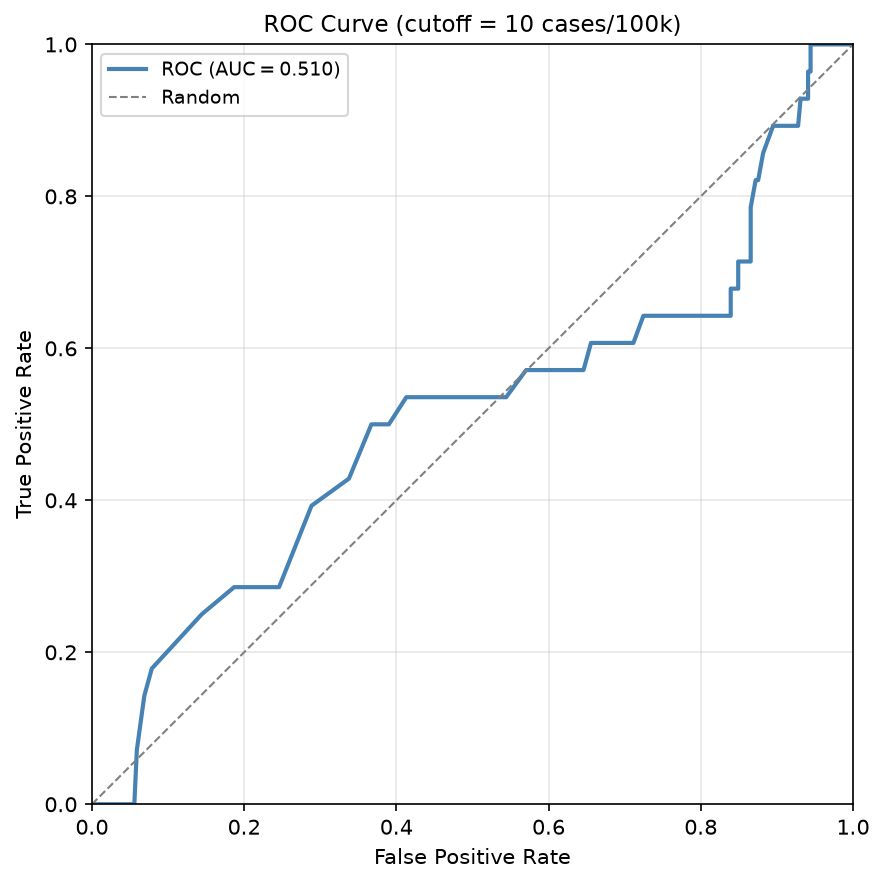 ROC Curve (cutoff = 10 cases/100k)
ROC (AUC = 0.510)
Random
1.0
0.8
0.6
0.4
0.2
0.0
True Positive Rate
0.0 0.2 0.4 0.6 0.8 1.0
False Positive Rate